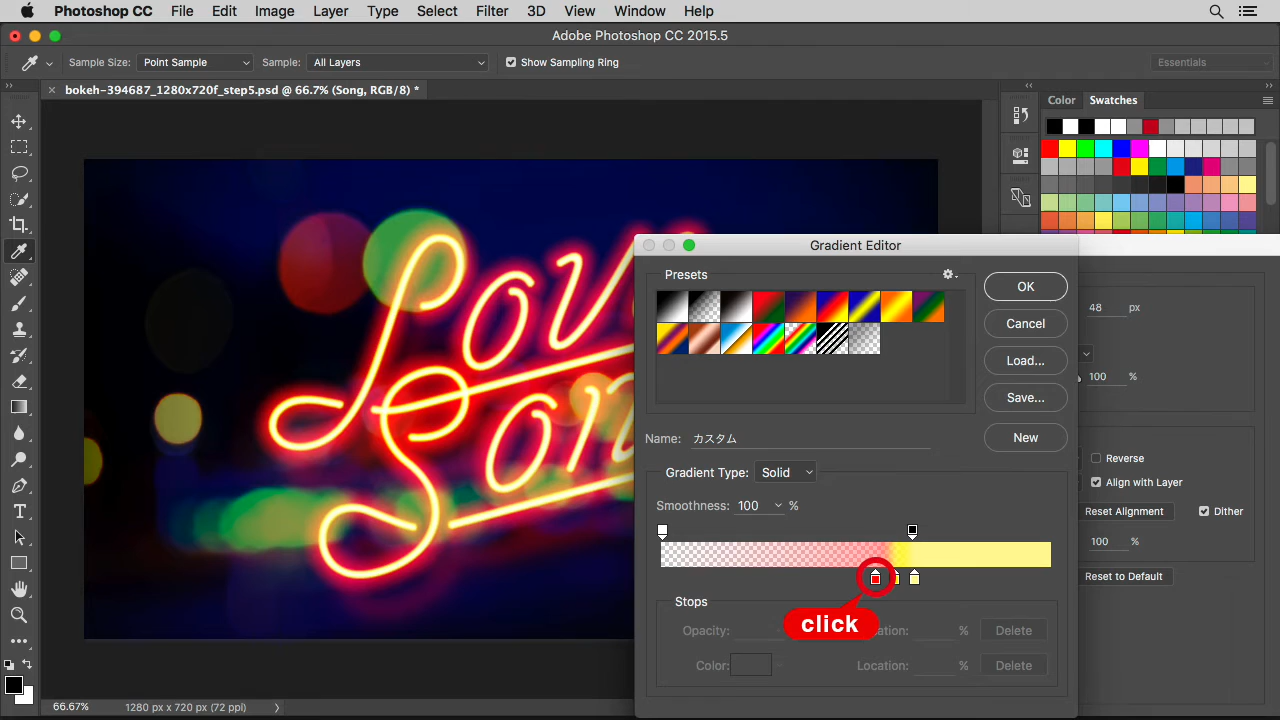 Photoshop CC File Edit Image Layer Type Select Filter 3D View Window Help
Adobe Photoshop CC 2015.5
Sample Size: Point Sample Sample: All Layers Show Sampling Ring Essentials
× bokeh-394687_1280x720f_step5.psd @ 66.7% (Song, RGB/8) *
Color Swatches
Gradient Editor
Presets
OK
Cancel
Load...
Save...
New
Name: カスタム
Gradient Type: Solid
Smoothness: 100 %
click
Stops
Opacity: % Delete
Color: Location: % Delete
48 px
100 %
Reverse
Align with Layer
Reset Alignment Dither
100 %
Reset to Default
T
66.67% 1280 px x 720 px (72 ppi)